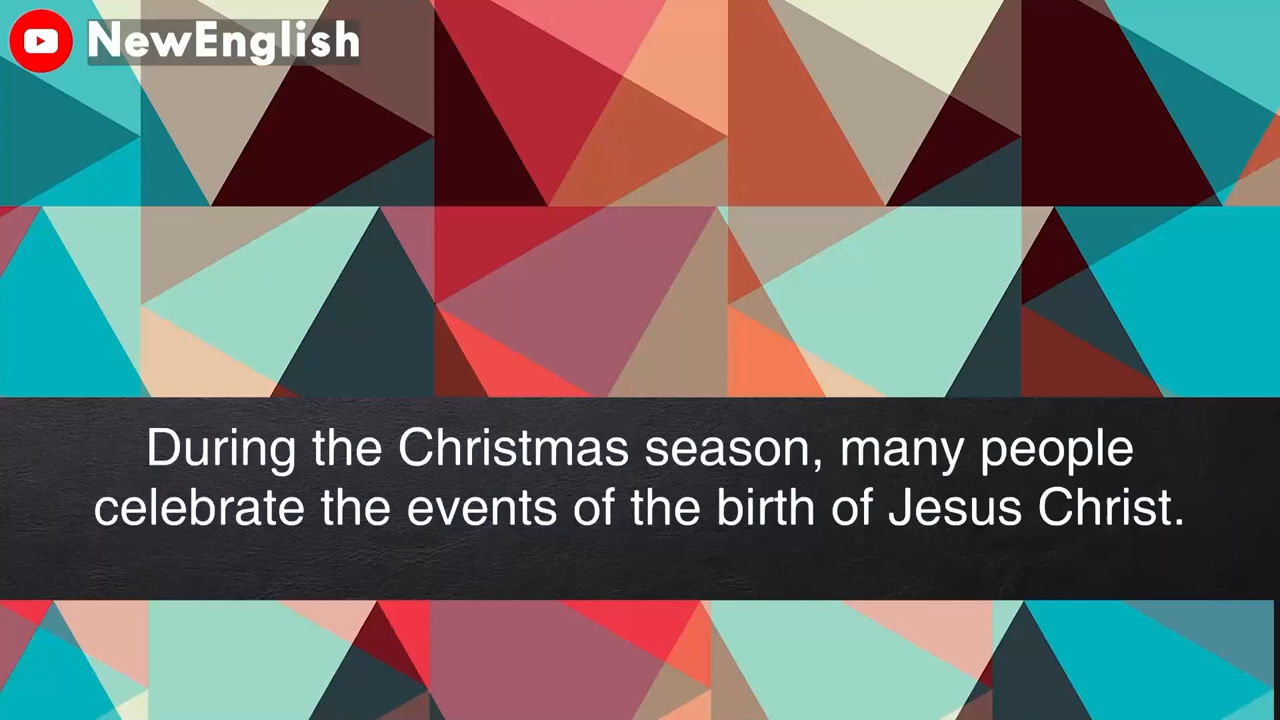 NewEnglish
During the Christmas season, many people
celebrate the events of the birth of Jesus Christ.